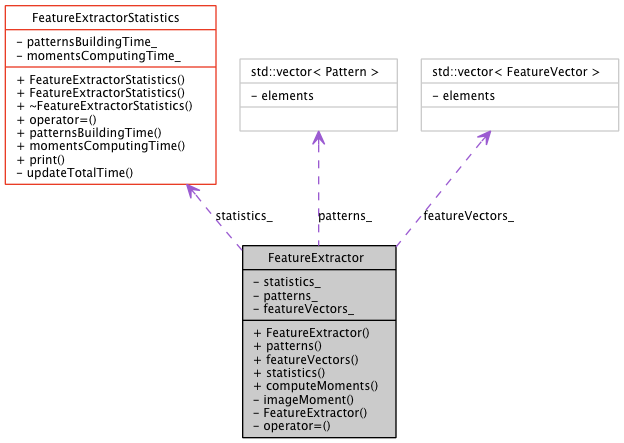 FeatureExtractorStatistics
- patternsBuildingTime_
- momentsComputingTime_
+ FeatureExtractorStatistics()
+ FeatureExtractorStatistics()
+ ~FeatureExtractorStatistics()
+ operator=()
+ patternsBuildingTime()
+ momentsComputingTime()
+ print()
- updateTotalTime()
std::vector< Pattern >
- elements
std::vector< FeatureVector >
- elements
statistics_
patterns_
featureVectors_
FeatureExtractor
- statistics_
- patterns_
- featureVectors_
+ FeatureExtractor()
+ patterns()
+ featureVectors()
+ statistics()
+ computeMoments()
- imageMoment()
- FeatureExtractor()
- operator=()